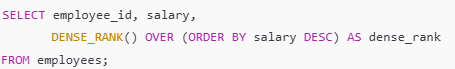 SELECT employee_id, salary,
       DENSE_RANK() OVER (ORDER BY salary DESC) AS dense_rank
FROM employees;